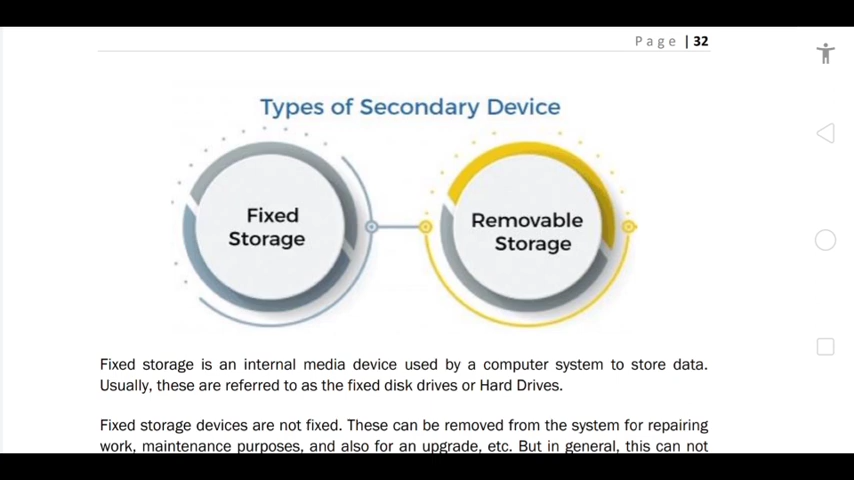 Page | 32
Types of Secondary Device
Fixed
Storage
Removable
Storage
Fixed storage is an internal media device used by a computer system to store data.
Usually, these are referred to as the fixed disk drives or Hard Drives.
Fixed storage devices are not fixed. These can be removed from the system for repairing
work, maintenance purposes, and also for an upgrade, etc. But in general, this can not